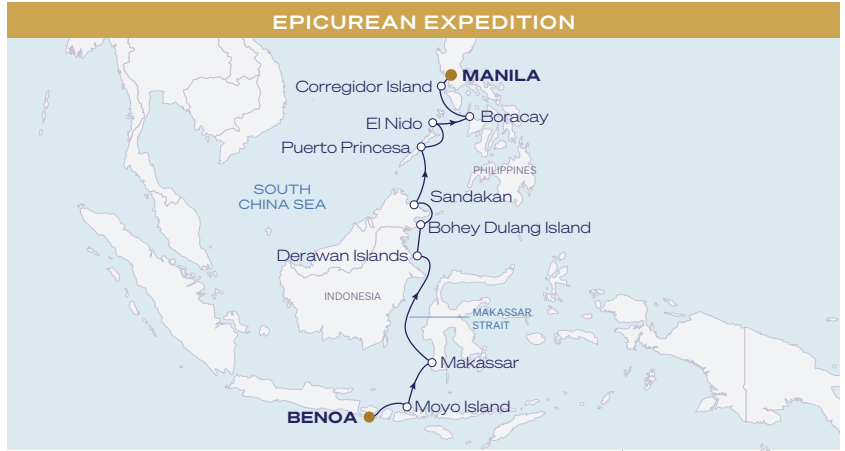 EPICUREAN EXPEDITION
MANILA
Corregidor Island
Boracay
El Nido
Puerto Princesa
PHILIPPINES
SOUTH
CHINA SEA
Sandakan
Bohey Dulang Island
Derawan Islands
INDONESIA
MAKASSAR
STRAIT
Makassar
Moyo Island
BENOA